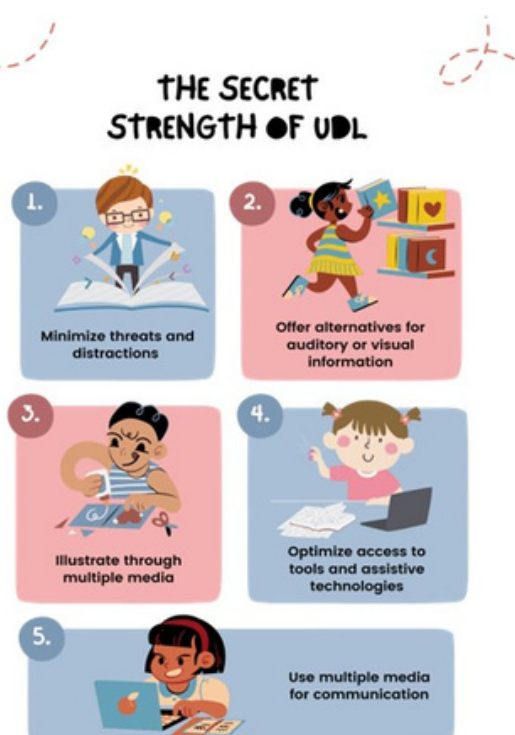 THE SECRET
STRENGTH OF UDL
1.
Minimize threats and
distractions
2.
Offer alternatives for
auditory or visual
information
3.
Illustrate through
multiple media
4.
Optimize access to
tools and assistive
technologies
5.
Use multiple media
for communication